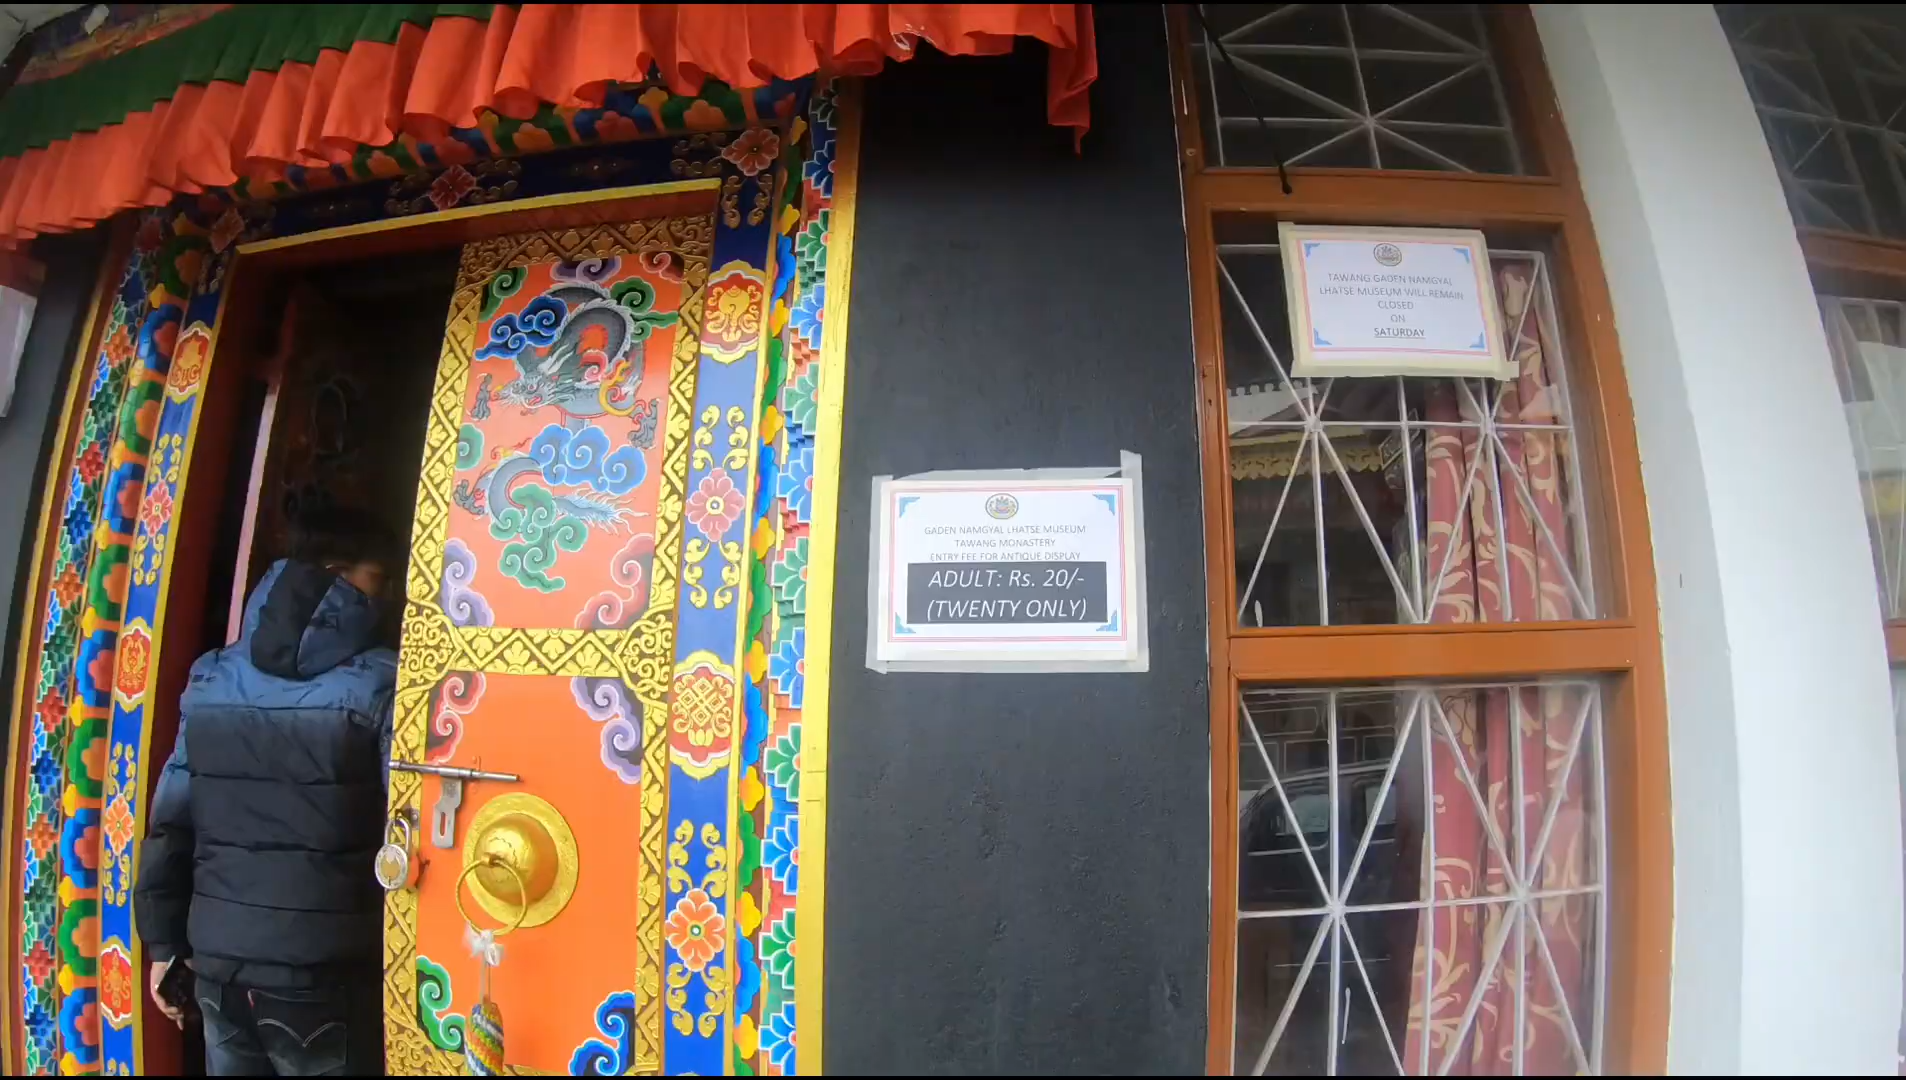 GADEN NAMGYAL LHATSE MUSEUM
TAWANG MONASTERY
ENTRY FEE FOR ANTIQUE DISPLAY
ADULT: Rs. 20/-
(TWENTY ONLY)
TAWANG GADEN NAMGYAL
LHATSE MUSEUM WILL REMAIN
CLOSED
ON
SATURDAY